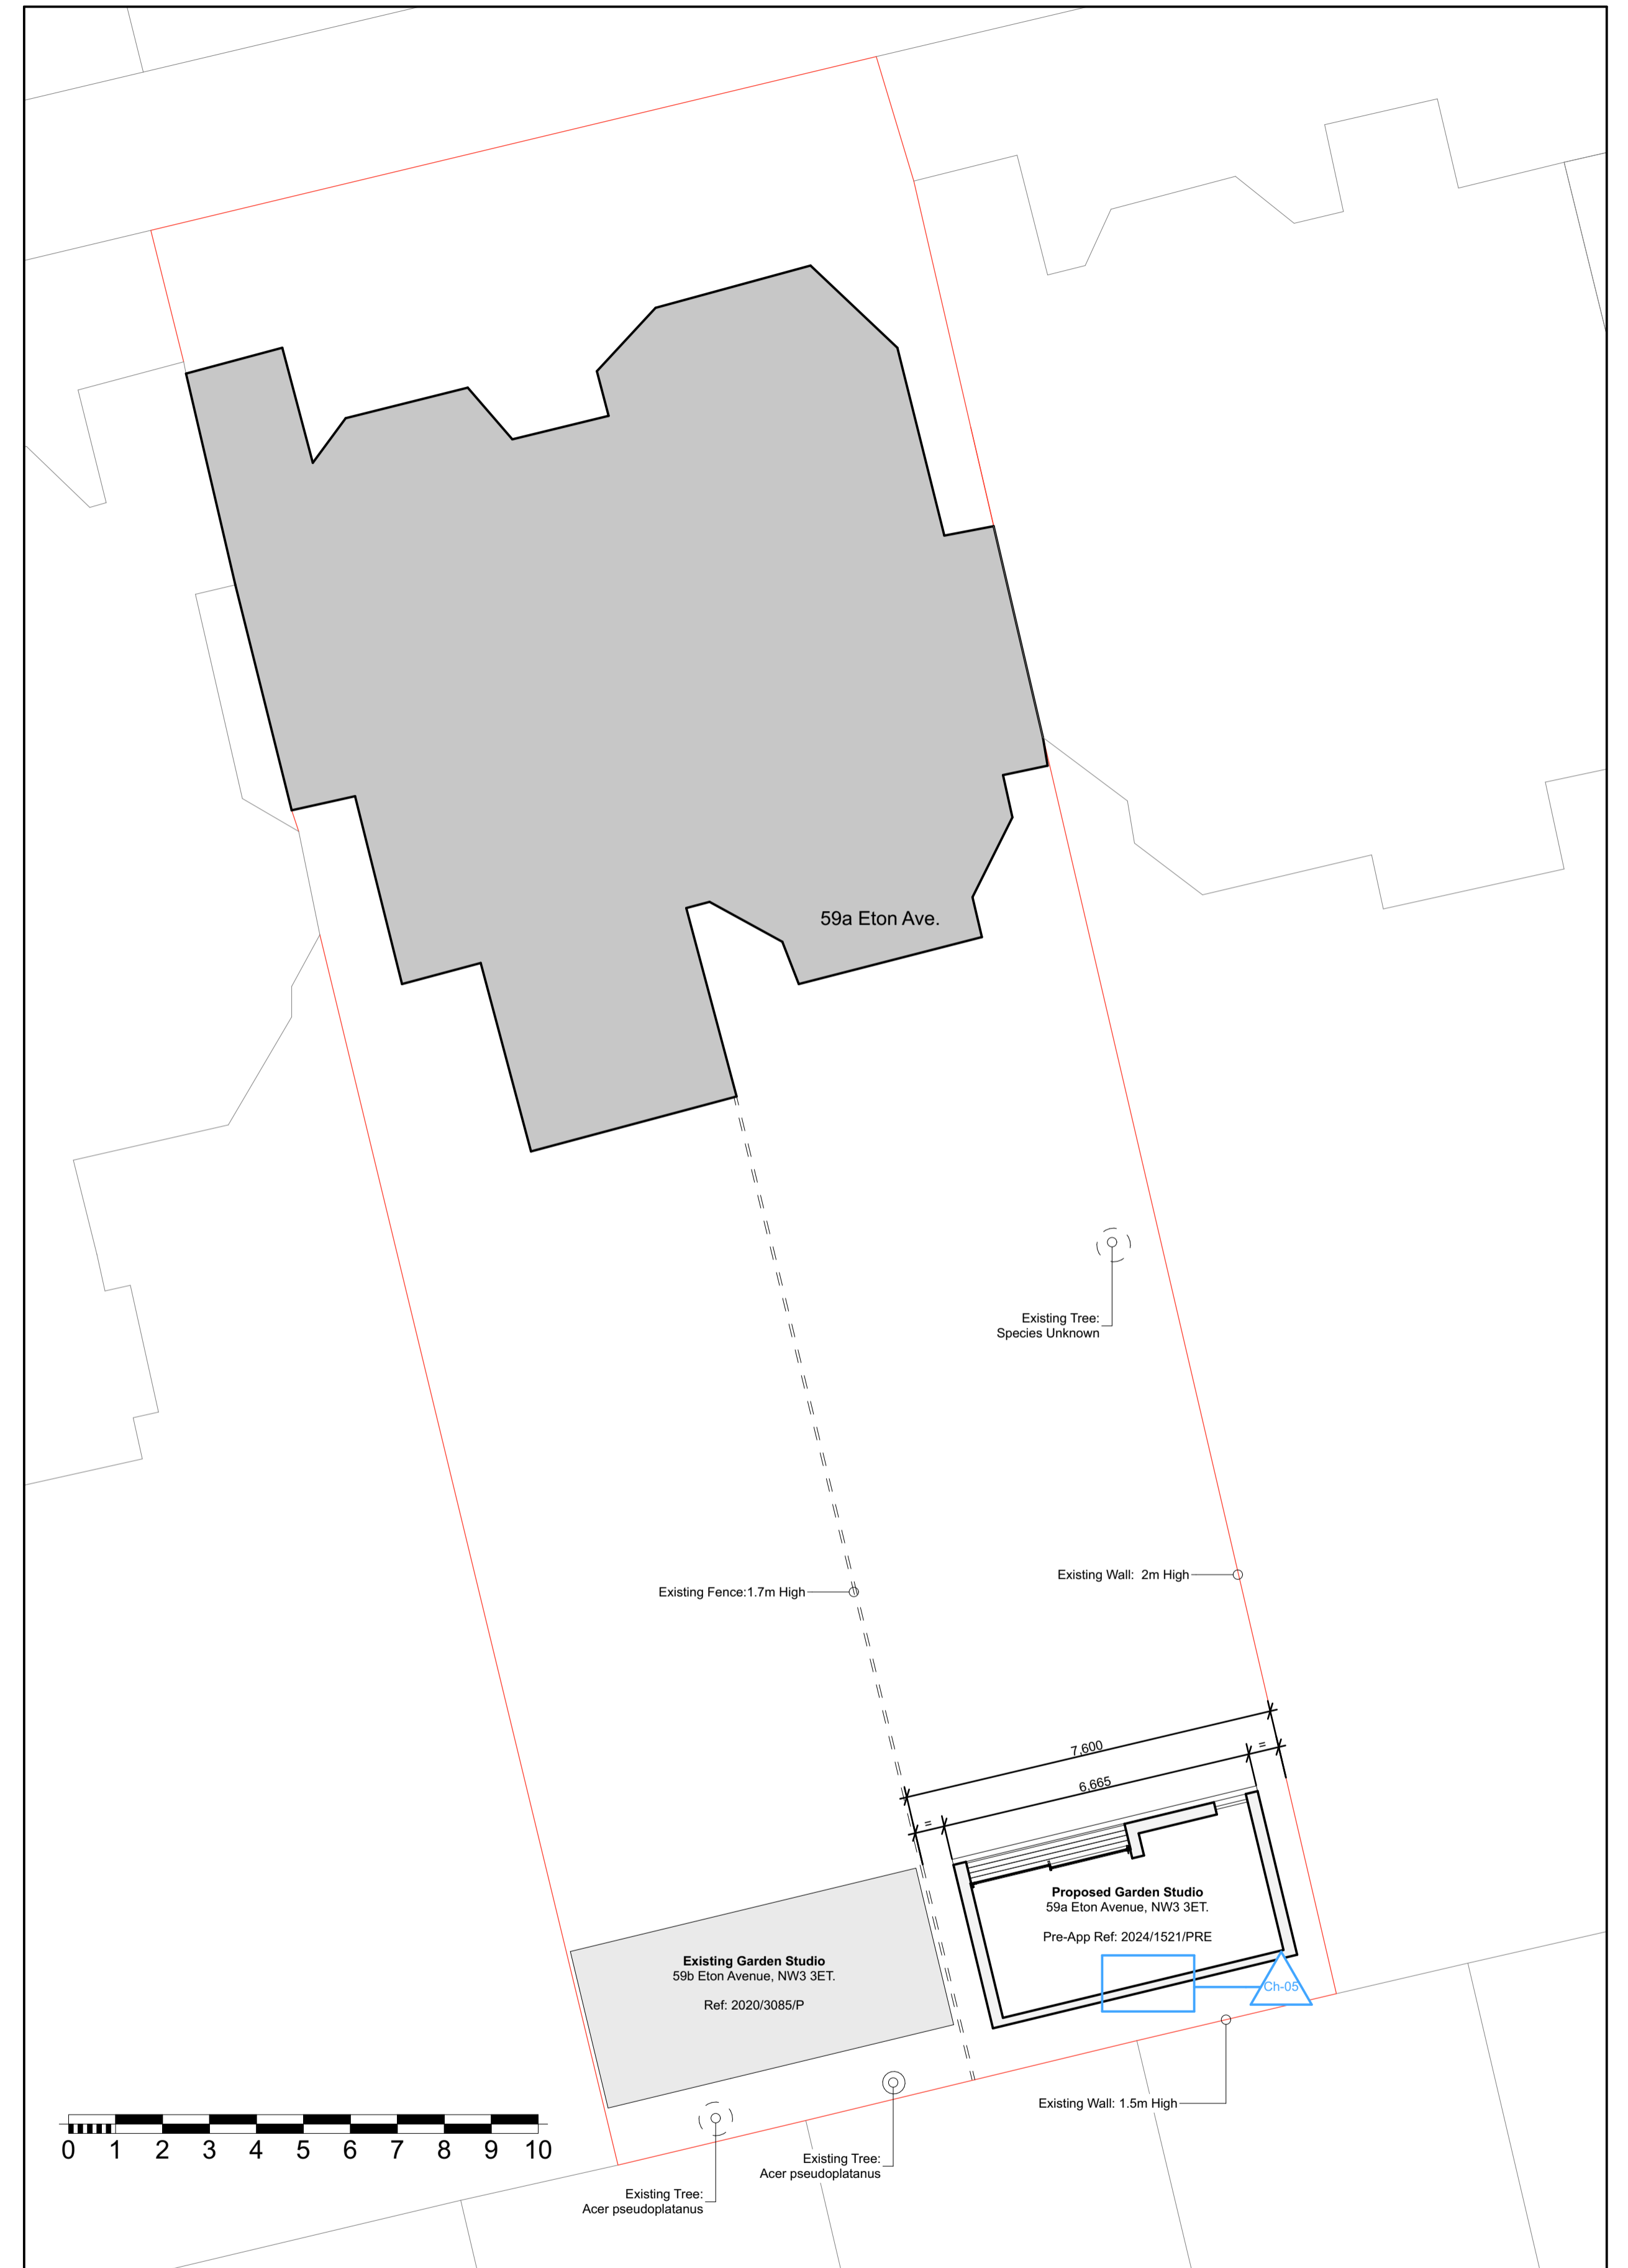 59a Eton Ave.
Existing Tree:
Species Unknown
Existing Wall:  2m High
Existing Fence:1.7m High
7,600
=
6,665
=
Proposed Garden Studio
59a Eton Avenue, NW3 3ET.
Pre-App Ref: 2024/1521/PRE
Ch-05
Existing Garden Studio
59b Eton Avenue, NW3 3ET.
Ref: 2020/3085/P
Existing Wall: 1.5m High
0 1 2 3 4 5 6 7 8 9 10
Existing Tree:
Acer pseudoplatanus
Existing Tree:
Acer pseudoplatanus